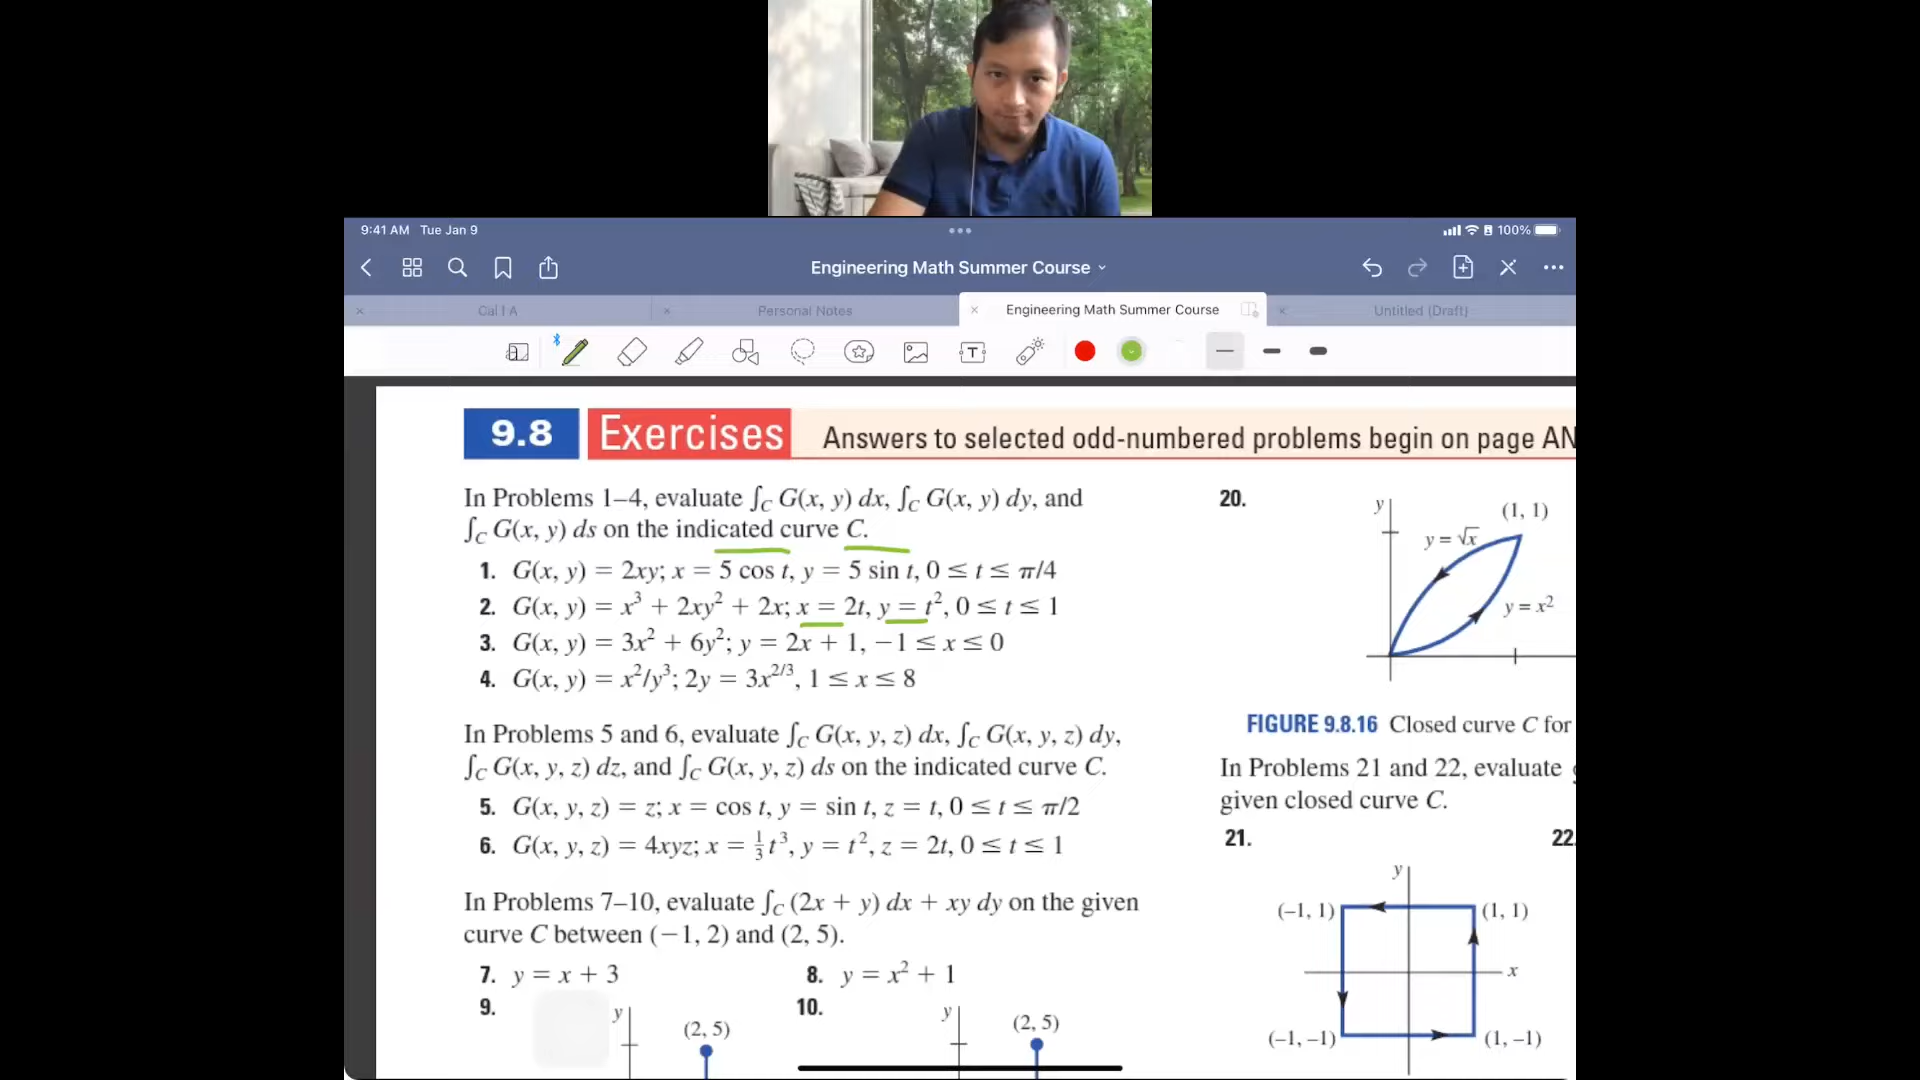 9:41 AM Tue Jan 9
100%
Engineering Math Summer Course
Cal 1 A
Personal Notes
Engineering Math Summer Course
Untitled (Draft)
T
9.8 Exercises Answers to selected odd-numbered problems begin on page AN
In Problems 1–4, evaluate ∫C G(x, y) dx, ∫C G(x, y) dy, and
∫C G(x, y) ds on the indicated curve C.
1. G(x, y) = 2xy; x = 5 cos t, y = 5 sin t, 0 ≤ t ≤ π/4
2. G(x, y) = x³ + 2xy² + 2x; x = 2t, y = t², 0 ≤ t ≤ 1
3. G(x, y) = 3x² + 6y²; y = 2x + 1, −1 ≤ x ≤ 0
4. G(x, y) = x²/y³; 2y = 3x^{2/3}, 1 ≤ x ≤ 8
In Problems 5 and 6, evaluate ∫C G(x, y, z) dx, ∫C G(x, y, z) dy,
∫C G(x, y, z) dz, and ∫C G(x, y, z) ds on the indicated curve C.
5. G(x, y, z) = z; x = cos t, y = sin t, z = t, 0 ≤ t ≤ π/2
6. G(x, y, z) = 4xyz; x = ⅓t³, y = t², z = 2t, 0 ≤ t ≤ 1
In Problems 7–10, evaluate ∫C (2x + y) dx + xy dy on the given
curve C between (−1, 2) and (2, 5).
7. y = x + 3
8. y = x² + 1
9.
y
(2, 5)
10.
y
(2, 5)
20.
y
(1, 1)
y = √x
y = x²
FIGURE 9.8.16 Closed curve C for
In Problems 21 and 22, evaluate
given closed curve C.
21.
22.
y
(−1, 1)
(1, 1)
x
(−1, −1)
(1, −1)